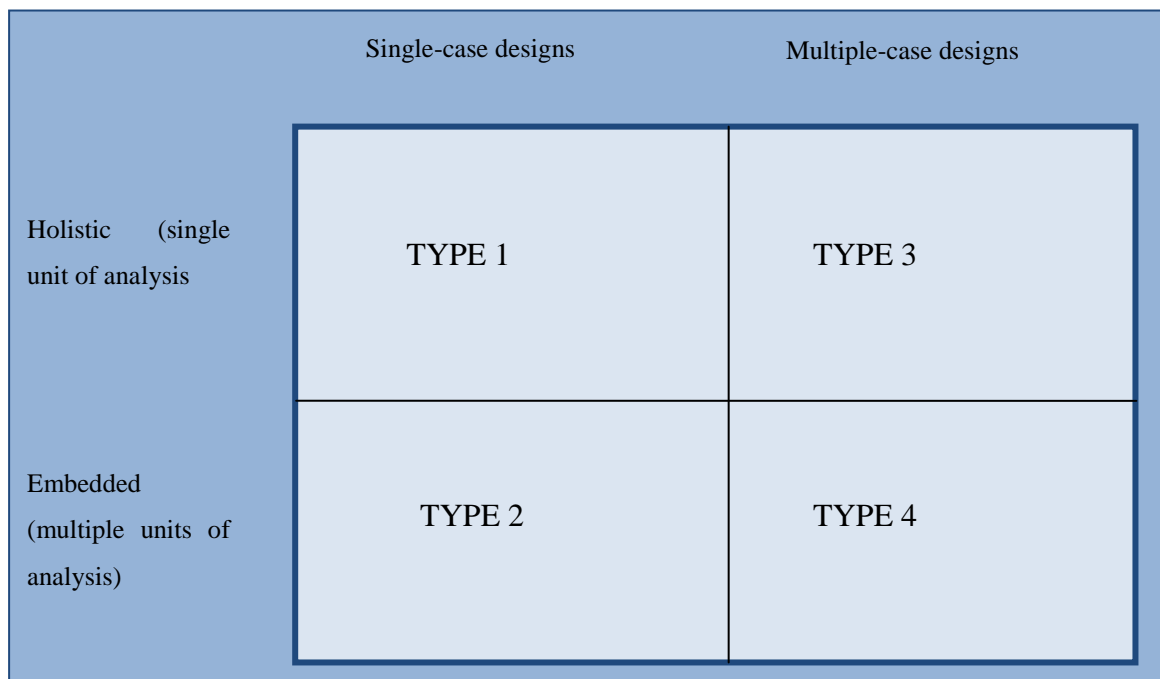 Single-case designs Multiple-case designs
Holistic (single
unit of analysis
TYPE 1 TYPE 3
Embedded
(multiple units of
analysis)
TYPE 2 TYPE 4